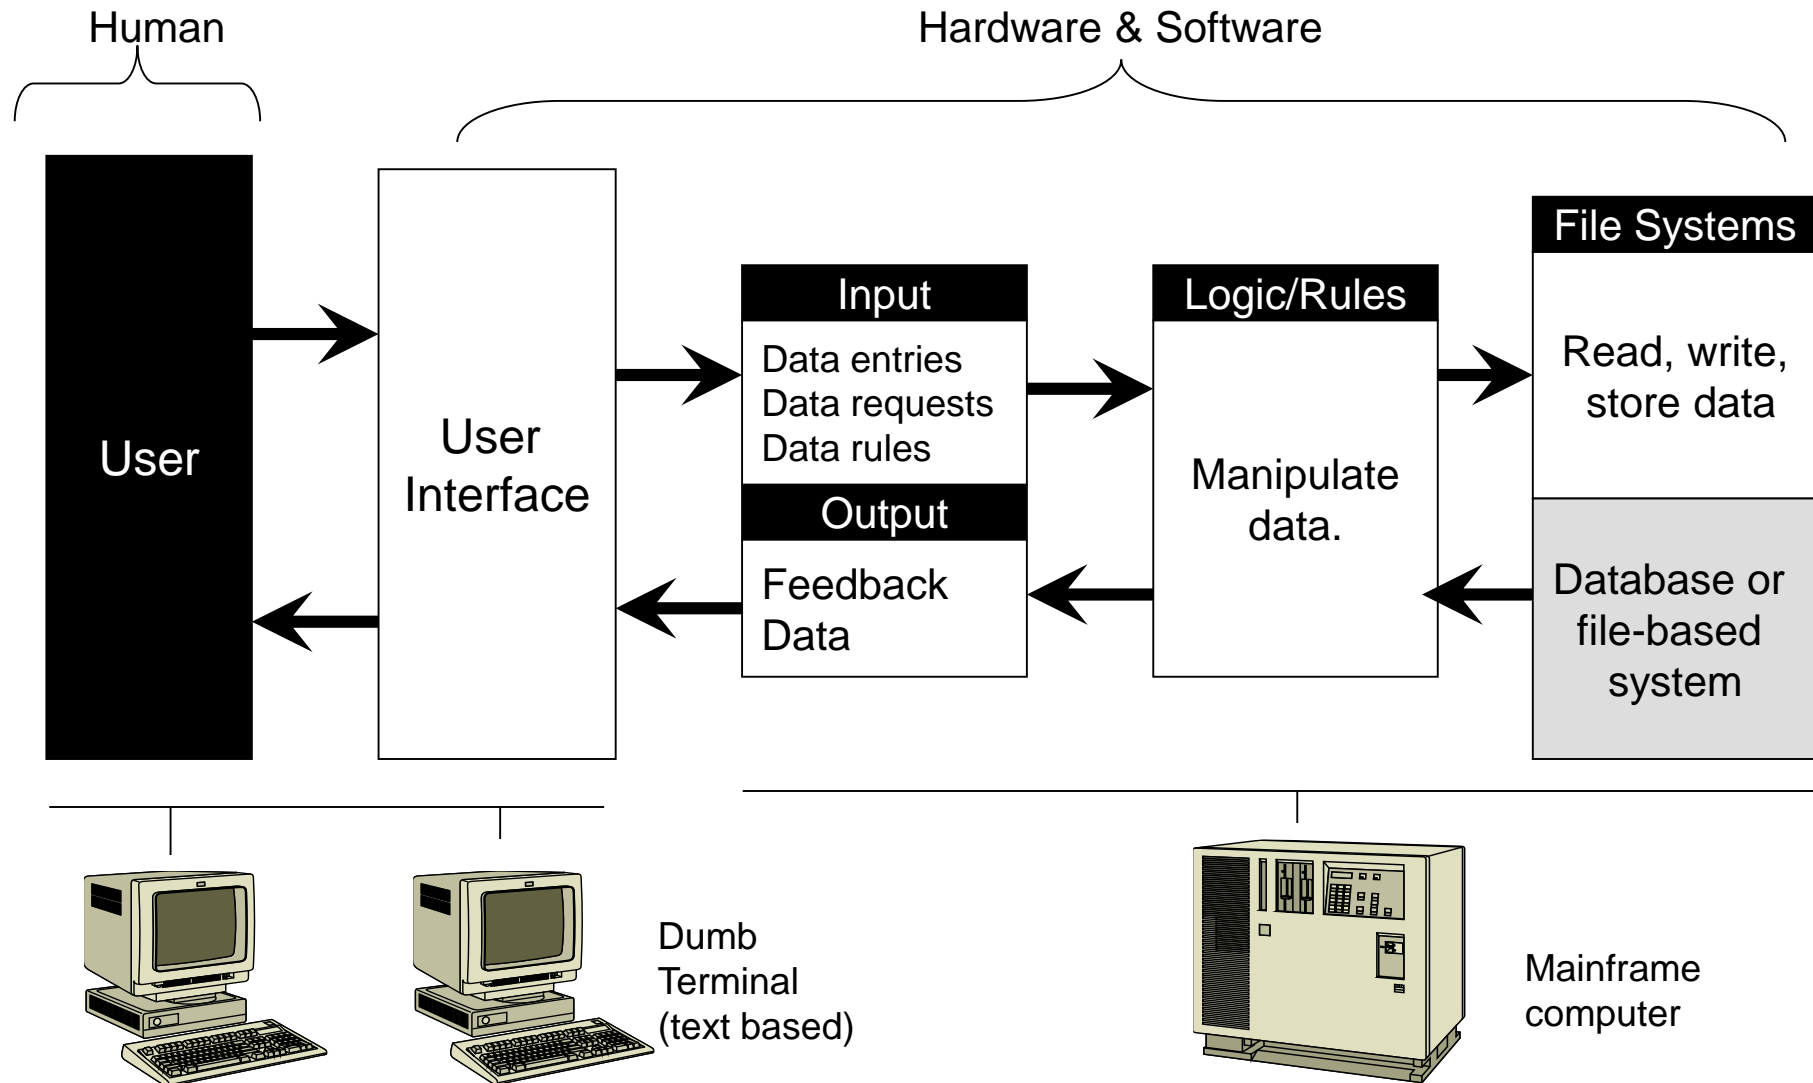 Human
Hardware & Software
User
User
Interface
Input
Data entries
Data requests
Data rules
Output
Feedback
Data
Logic/Rules
Manipulate
data.
File Systems
Read, write,
store data
Database or
file-based
system
Dumb
Terminal
(text based)
Mainframe
computer